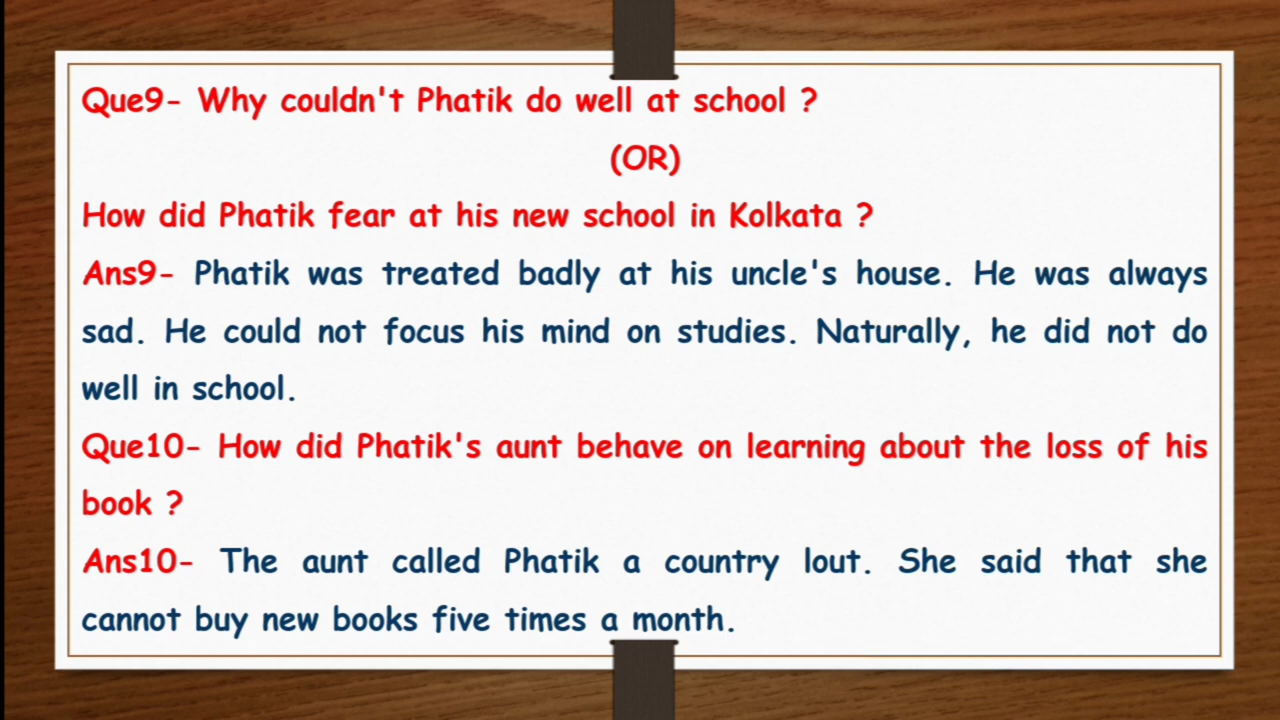 Que9- Why couldn't Phatik do well at school ?
(OR)
How did Phatik fear at his new school in Kolkata ?
Ans9- Phatik was treated badly at his uncle's house. He was always
sad. He could not focus his mind on studies. Naturally, he did not do
well in school.
Que10- How did Phatik's aunt behave on learning about the loss of his
book ?
Ans10- The aunt called Phatik a country lout. She said that she
cannot buy new books five times a month.